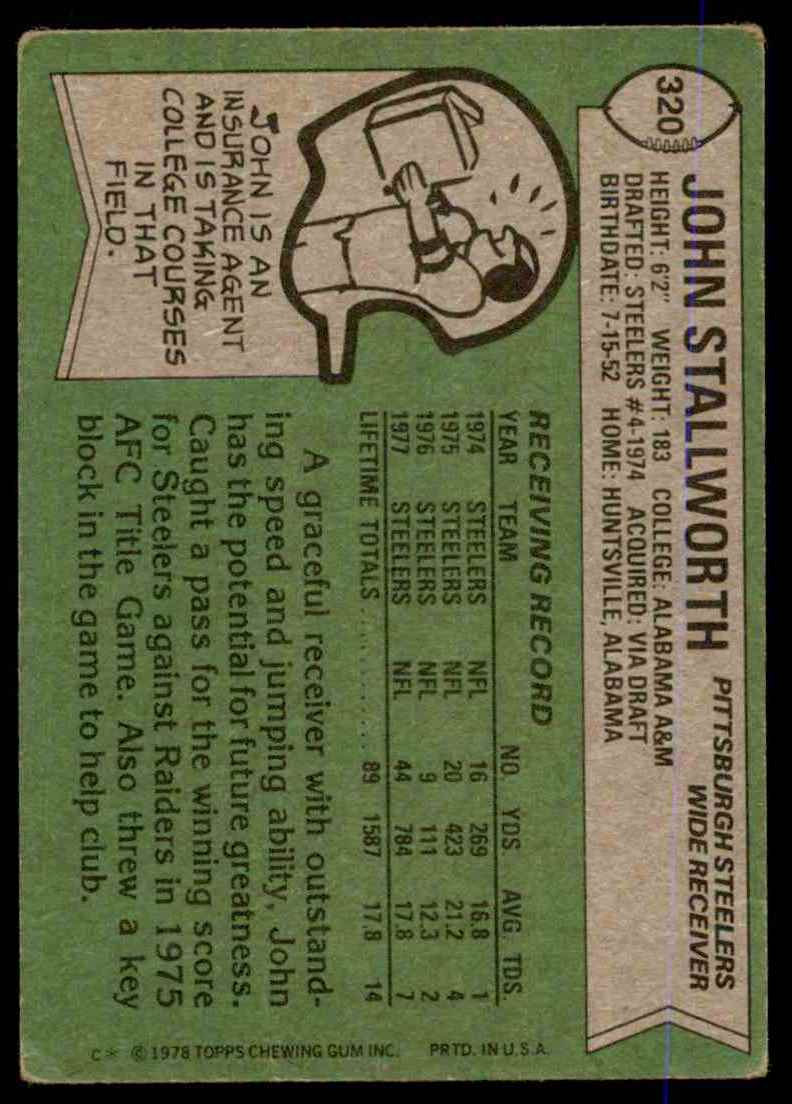 320
JOHN STALLWORTH
PITTSBURGH STEELERS
WIDE RECEIVER
HEIGHT: 6'2" WEIGHT: 183 COLLEGE: ALABAMA A&M
DRAFTED: STEELERS #4-1974 ACQUIRED: VIA DRAFT
BIRTHDATE: 7-15-52 HOME: HUNTSVILLE, ALABAMA
JOHN IS AN
INSURANCE AGENT
AND IS TAKING
COLLEGE COURSES
IN THAT
FIELD.
RECEIVING RECORD
YEAR TEAM NO. YDS. AVG. TDS.
1974 STEELERS NFL 16 269 16.8 1
1975 STEELERS NFL 20 423 21.2 4
1976 STEELERS NFL 9 111 12.3 2
1977 STEELERS NFL 44 784 17.8 7
LIFETIME TOTALS ............ 89 1587 17.8 14
A graceful receiver with outstand-
ing speed and jumping ability, John
has the potential for future greatness.
Caught a pass for the winning score
for Steelers against Raiders in 1975
AFC Title Game. Also threw a key
block in the game to help club.
C* © 1978 TOPPS CHEWING GUM INC. PRTD. IN U.S.A.